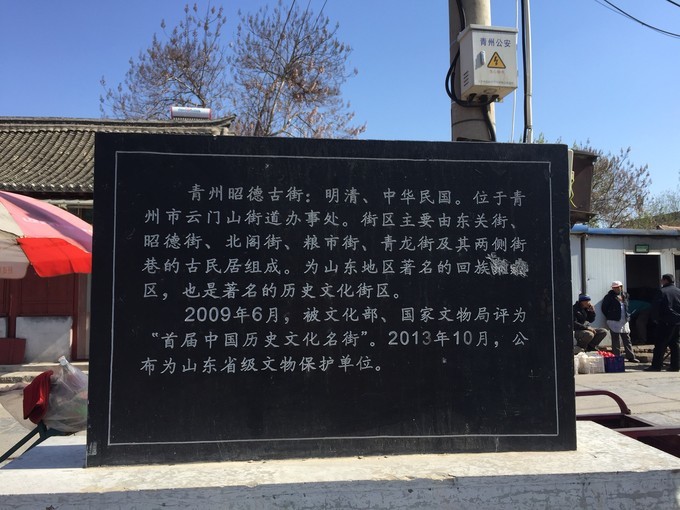 青州公安
青州昭德古街：明清、中华民国。位于青
州市云门山街道办事处。街区主要由东关街、
昭德街、北阁街、粮市街、青龙街及其两侧街
巷的古民居组成。为山东地区著名的回族
区，也是著名的历史文化街区。
2009年6月，被文化部、国家文物局评为
“首届中国历史文化名街”。2013年10月，公
布为山东省级文物保护单位。